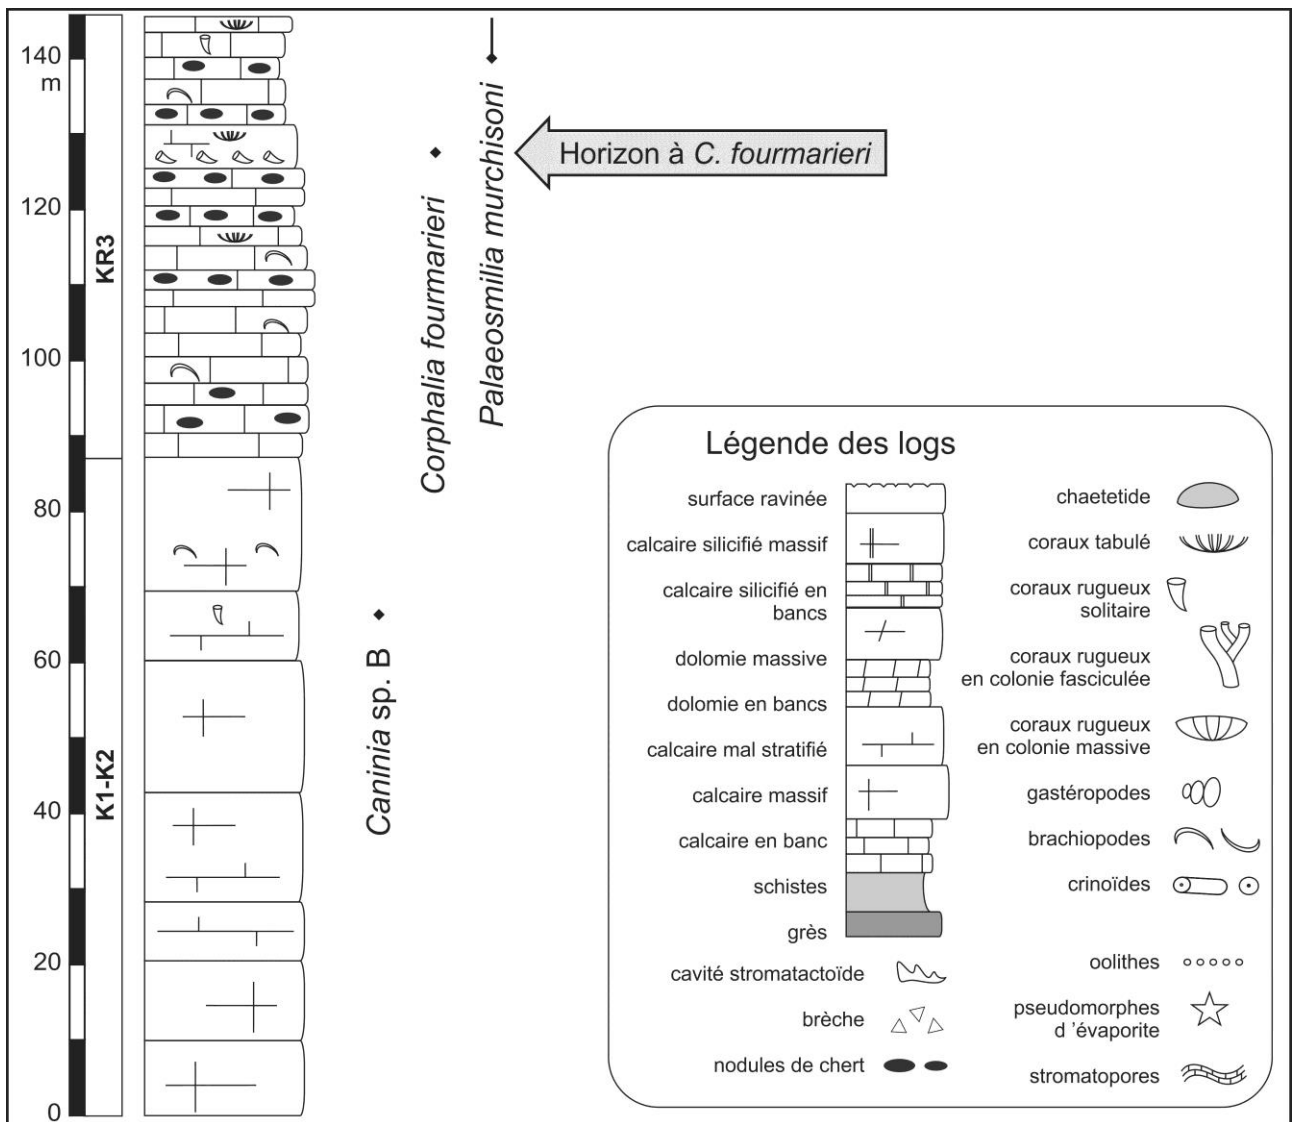 140
m
120
100
80
60
40
20
0
KR3
K1-K2
Caninia sp. B
Corphalia fourmarieri
Palaeosmilia murchisoni
Horizon à C. fourmarieri
Légende des logs
surface ravinée
calcaire silicifié massif
calcaire silicifié en
bancs
dolomie massive
dolomie en bancs
calcaire mal stratifié
calcaire massif
calcaire en banc
schistes
grès
cavité stromatactoïde
brèche
nodules de chert
chaetetide
coraux tabulé
coraux rugueux
solitaire
coraux rugueux
en colonie fasciculée
coraux rugueux
en colonie massive
gastéropodes
brachiopodes
crinoïdes
oolithes
pseudomorphes
d 'évaporite
stromatopores